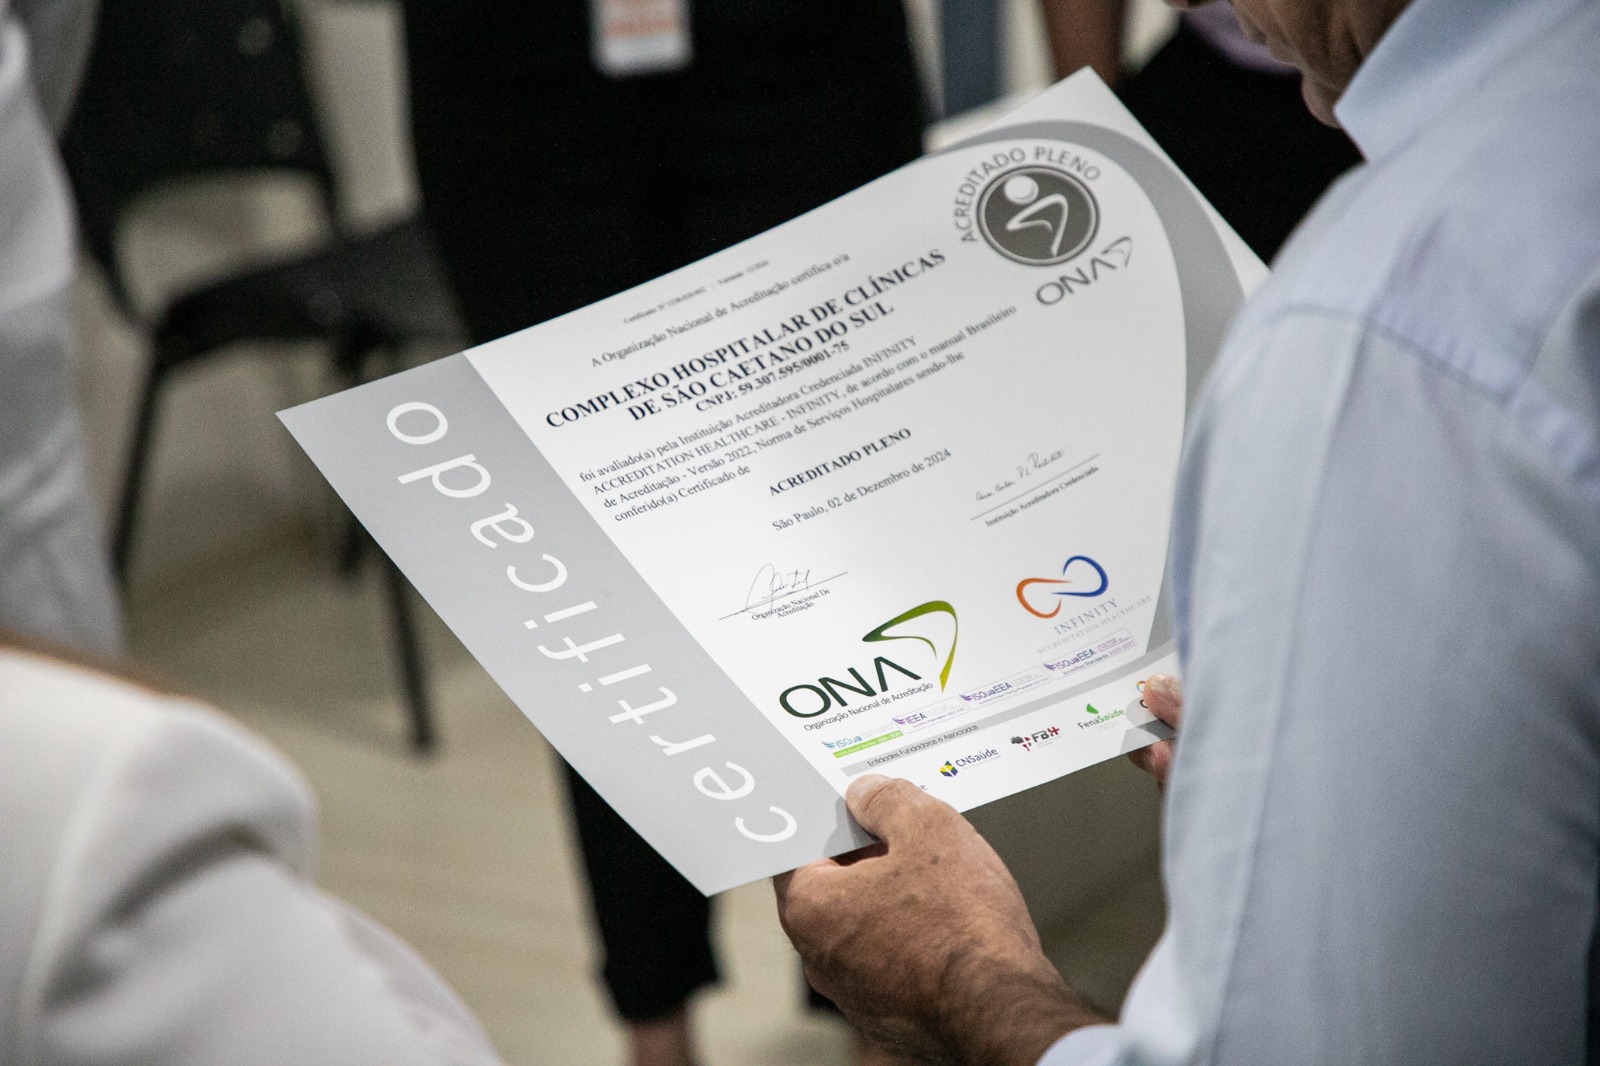 certificado
ACREDITADO PLENO
ONA
A Organização Nacional de Acreditação certifica o/a
COMPLEXO HOSPITALAR DE CLÍNICAS
DE SÃO CAETANO DO SUL
CNPJ: 59.307.595/0001-75
foi avaliado(a) pela Instituição Acreditadora Credenciada INFINITY
ACCREDITATION HEALTHCARE - INFINITY, de acordo com o manual Brasileiro
de Acreditação - Versão 2022, Norma de Serviços Hospitalares sendo-lhe
conferido(a) Certificado de
ACREDITADO PLENO
São Paulo, 02 de Dezembro de 2024
Instituição Acreditadora Credenciada
Organização Nacional De
Acreditação
INFINITY
ACCREDITATION HEALTHCARE
ONA
Organização Nacional de Acreditação
ISQua
IEEA
ISQuaEEA
ISQuaEEA
Entidades Fundadoras e Associadas
CNSaúde
FBH
FenaSaúde